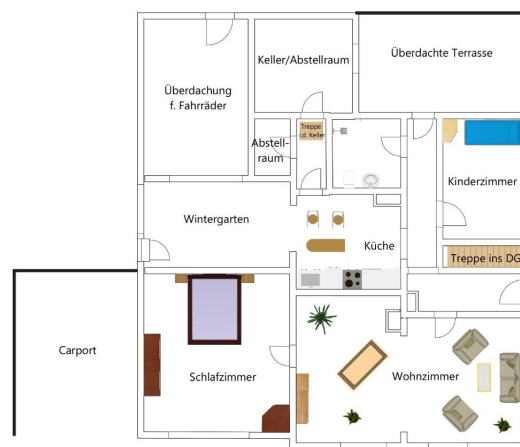 Überdachte Terrasse
Keller/Abstellraum
Überdachung
f. Fahrräder
Treppe
i.d. Keller
Abstell-
raum
Kinderzimmer
Wintergarten
Küche
Treppe ins DG
Carport
Schlafzimmer
Wohnzimmer